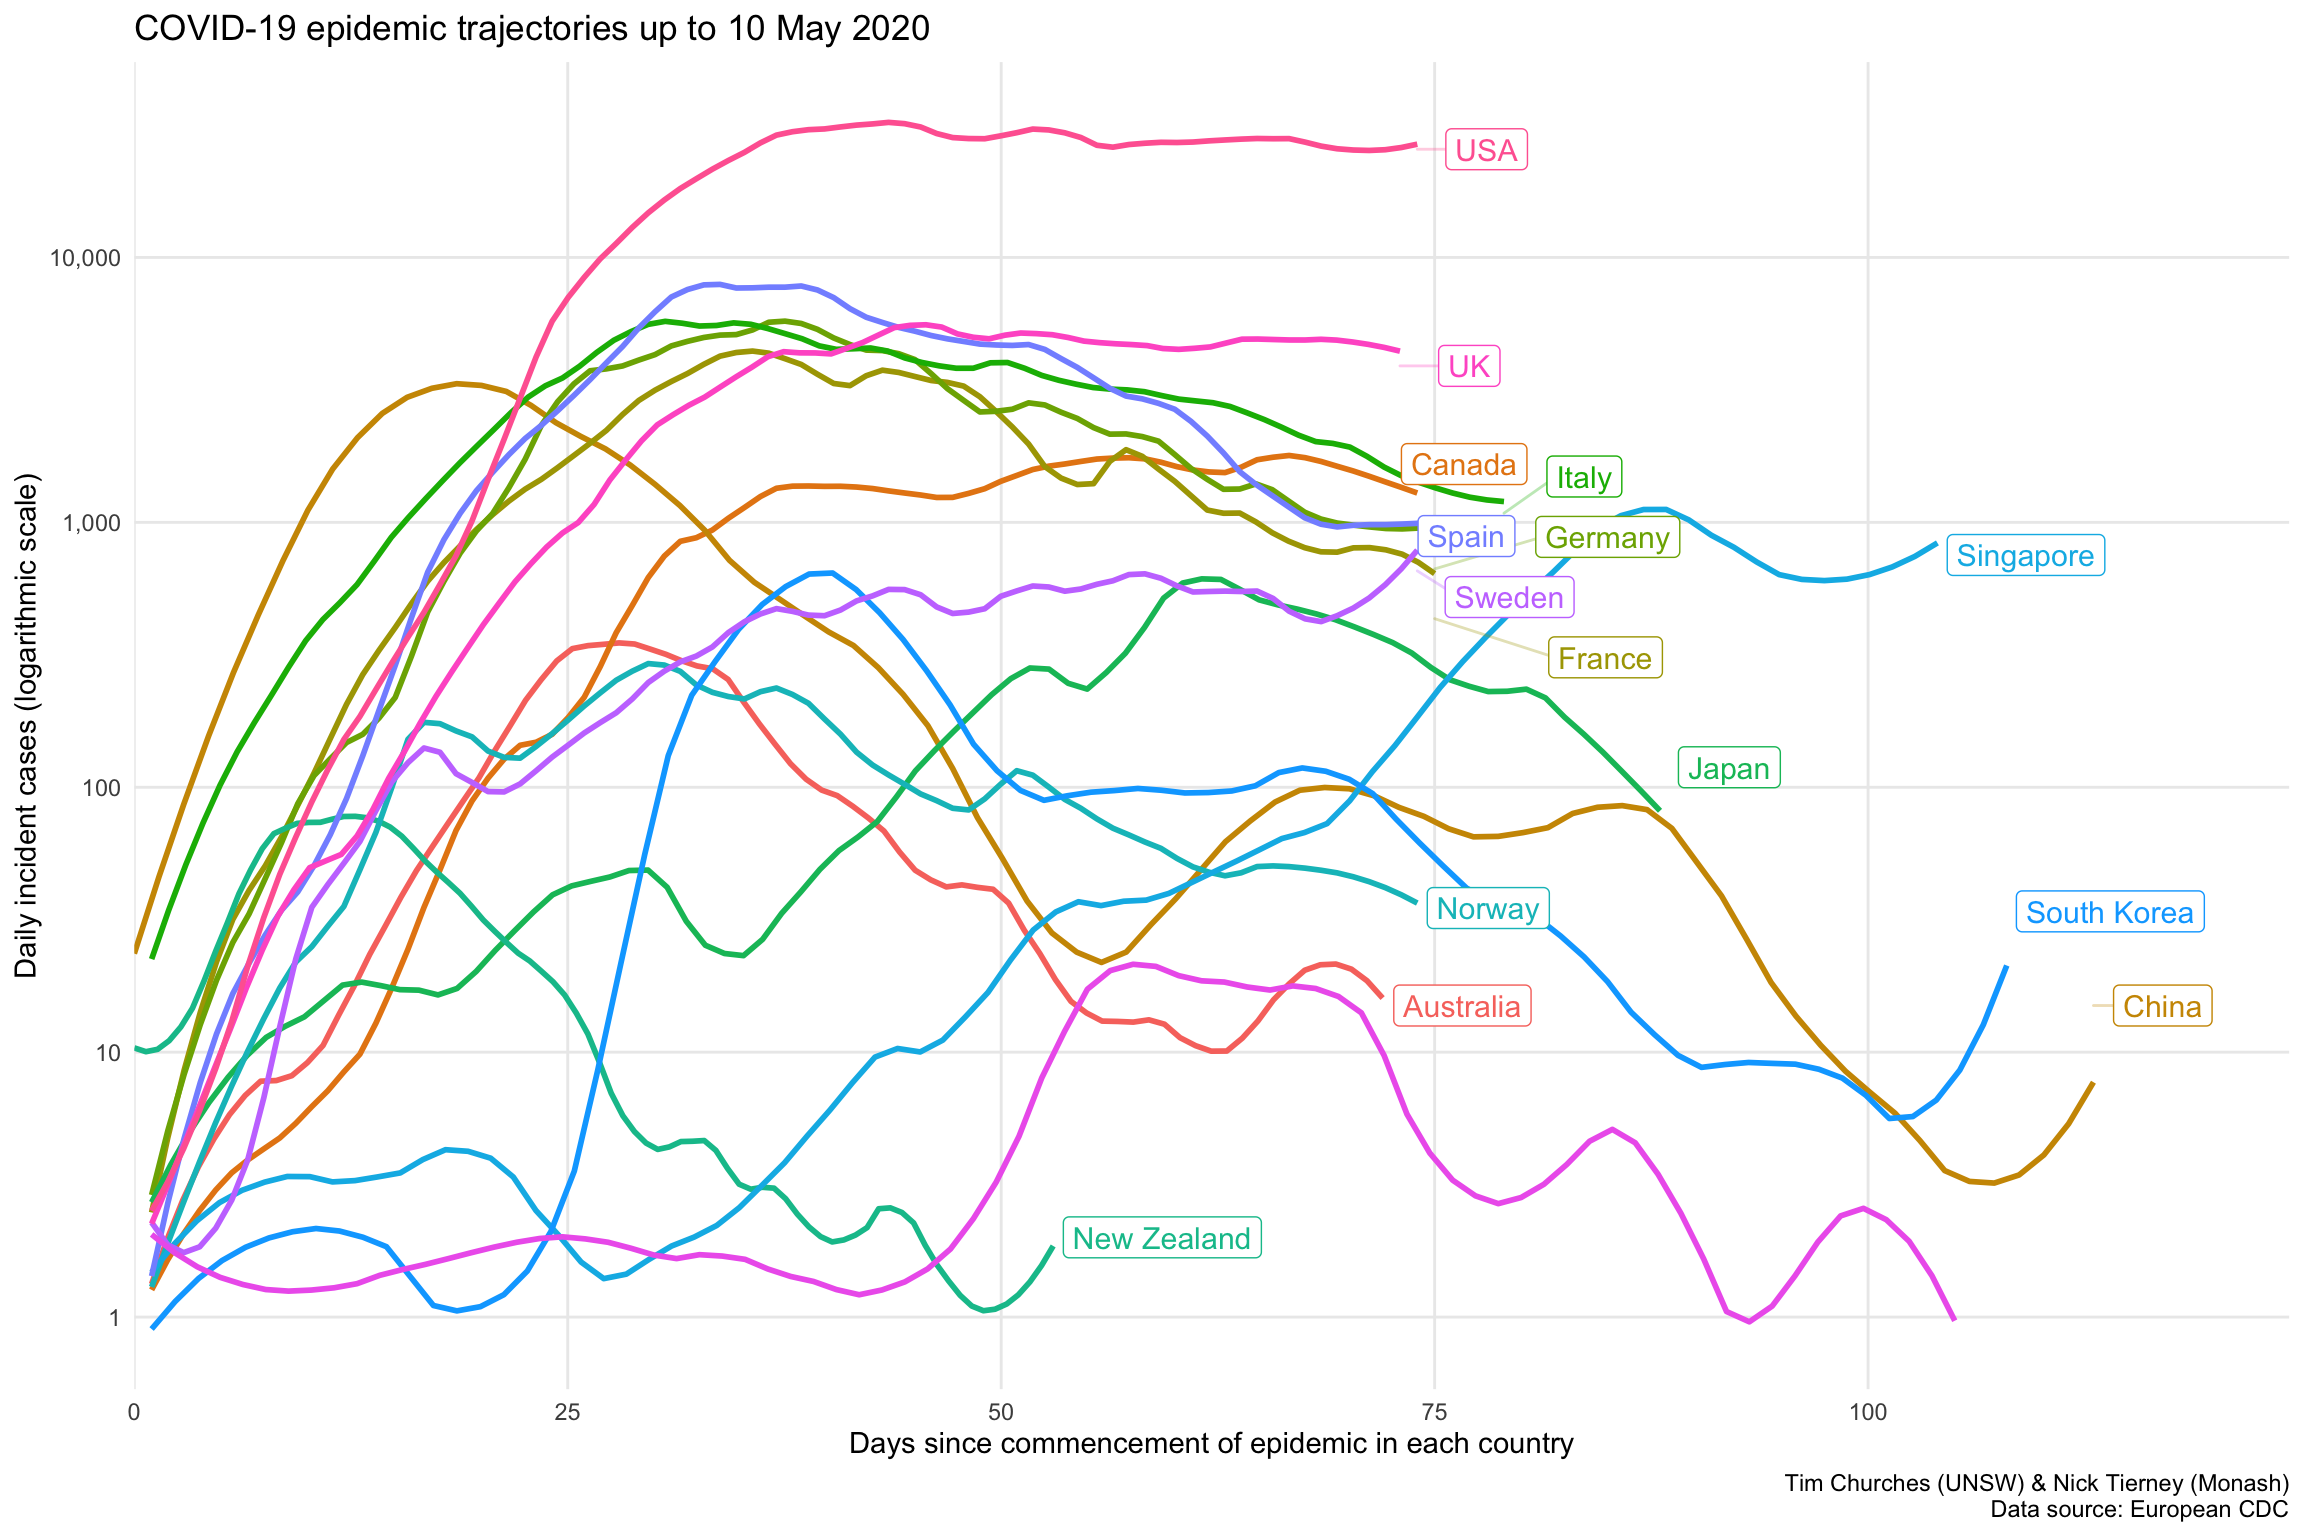 COVID-19 epidemic trajectories up to 10 May 2020
Daily incident cases (logarithmic scale)
10,000
1,000
100
10
1
USA
UK
Canada
Italy
Spain
Germany
Singapore
Sweden
France
Japan
Norway
South Korea
Australia
China
New Zealand
0 25 50 75 100
Days since commencement of epidemic in each country
Tim Churches (UNSW) & Nick Tierney (Monash)
Data source: European CDC